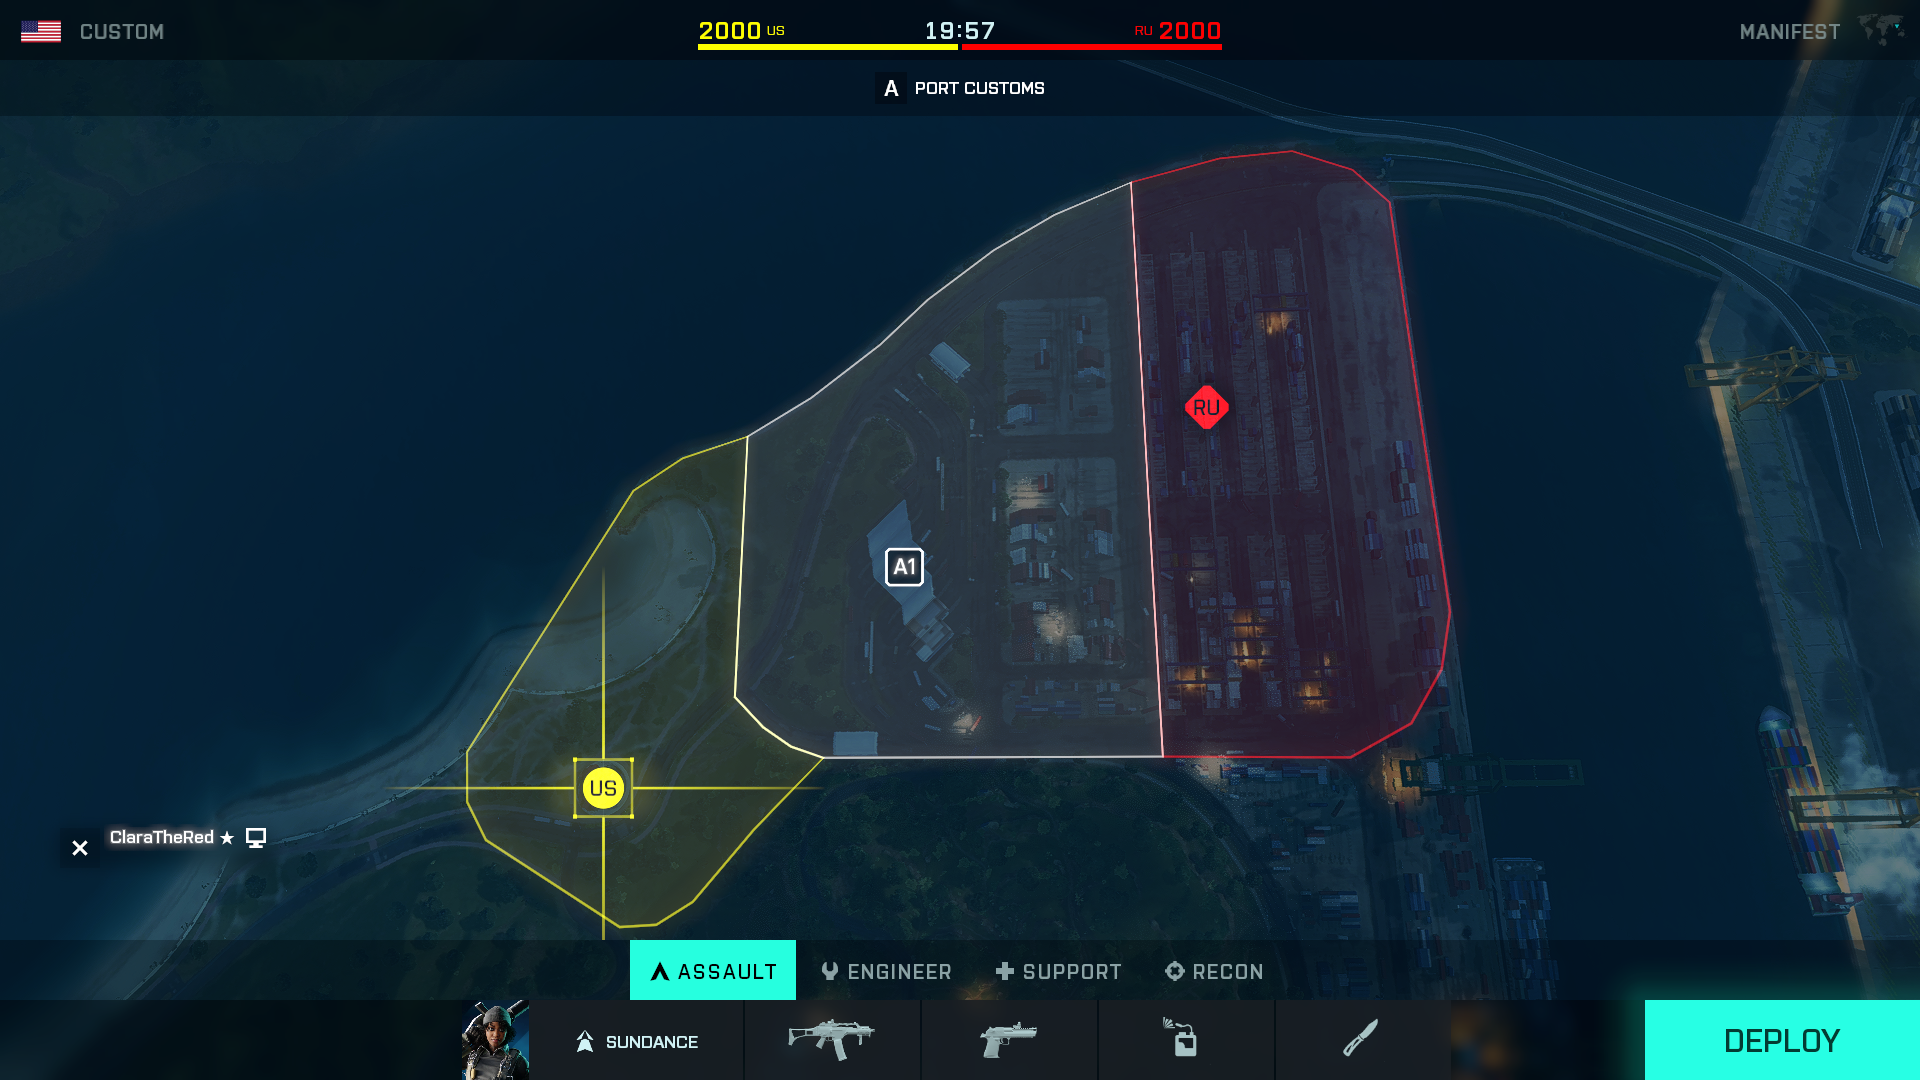 CUSTOM
2000 US
19:57
RU 2000
MANIFEST
A PORT CUSTOMS
RU
A1
US
ClaraTheRed
ASSAULT
ENGINEER
SUPPORT
RECON
SUNDANCE
DEPLOY